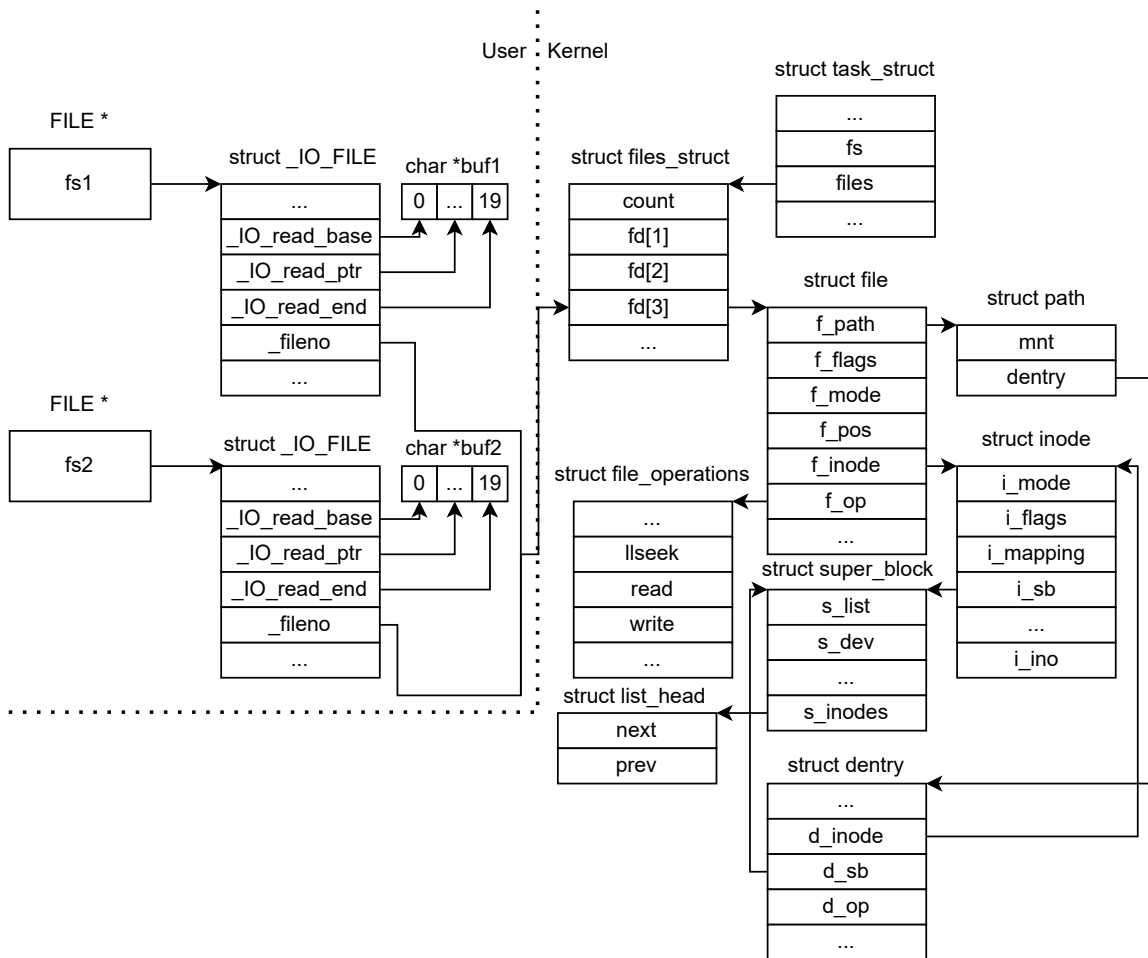 User
Kernel
FILE *
fs1
struct _IO_FILE
...
_IO_read_base
_IO_read_ptr
_IO_read_end
_fileno
...
char *buf1
0 ... 19
FILE *
fs2
struct _IO_FILE
...
_IO_read_base
_IO_read_ptr
_IO_read_end
_fileno
...
char *buf2
0 ... 19
struct task_struct
...
fs
files
...
struct files_struct
count
fd[1]
fd[2]
fd[3]
...
struct file
f_path
f_flags
f_mode
f_pos
f_inode
f_op
...
struct path
mnt
dentry
struct inode
i_mode
i_flags
i_mapping
i_sb
...
i_ino
struct file_operations
...
llseek
read
write
...
struct super_block
s_list
s_dev
...
s_inodes
struct list_head
next
prev
struct dentry
...
d_inode
d_sb
d_op
...